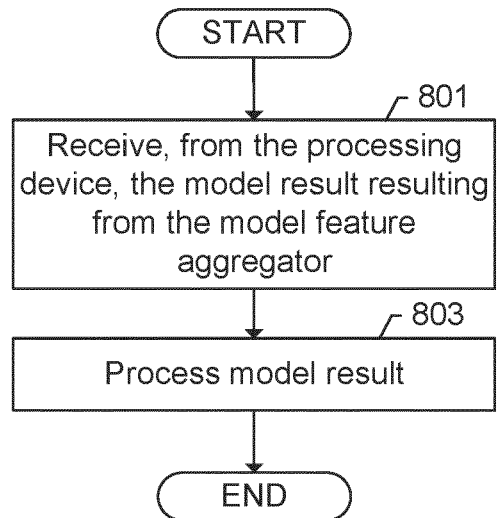 START
801
Receive, from the processing
device, the model result resulting
from the model feature
aggregator
803
Process model result
END